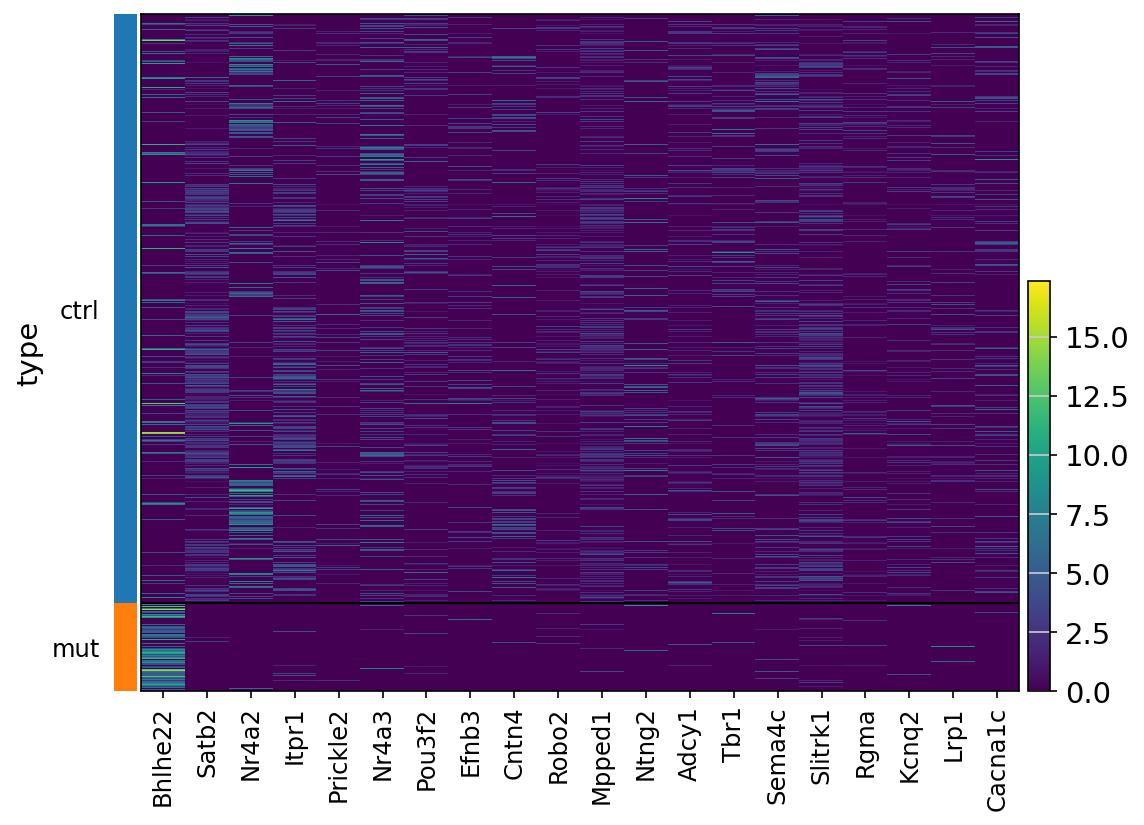 type
ctrl
mut
15.0
12.5
10.0
7.5
5.0
2.5
0.0
Bhlhe22
Satb2
Nr4a2
Itpr1
Prickle2
Nr4a3
Pou3f2
Efnb3
Cntn4
Robo2
Mpped1
Ntng2
Adcy1
Tbr1
Sema4c
Slitrk1
Rgma
Kcnq2
Lrp1
Cacna1c